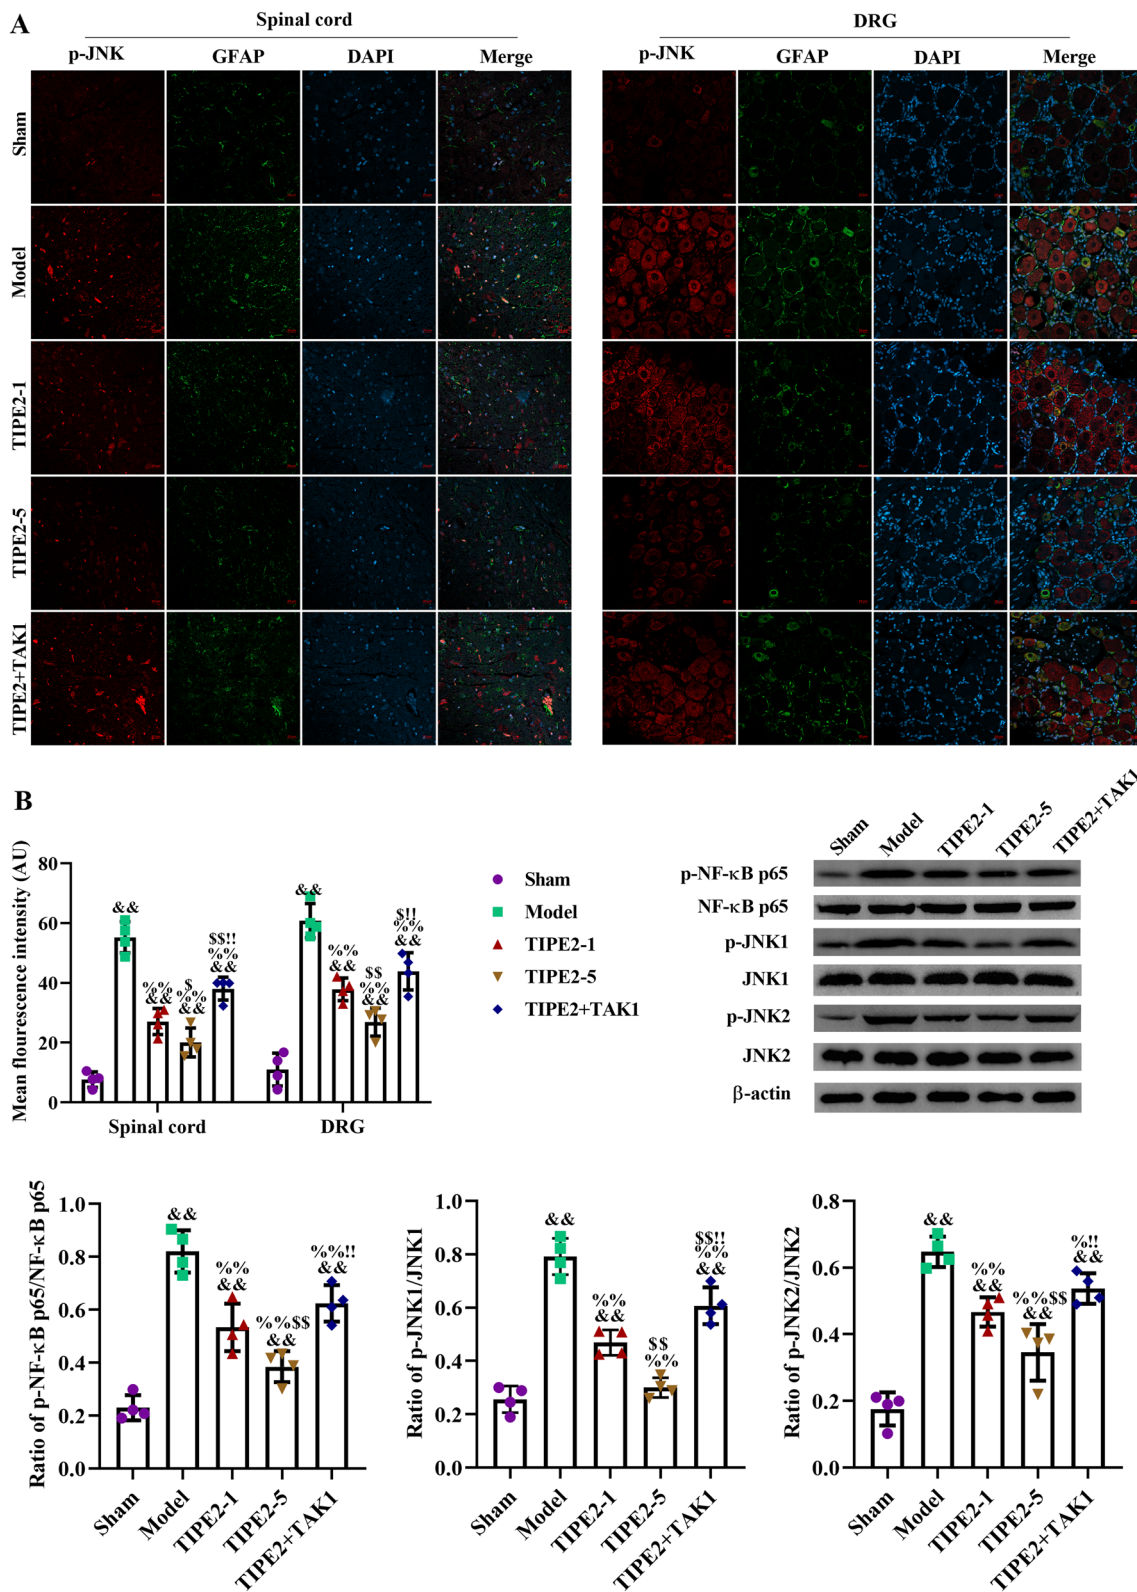 A
Spinal cord
DRG
p-JNK GFAP DAPI Merge
p-JNK GFAP DAPI Merge
Sham
Model
TIPE2-1
TIPE2-5
TIPE2+TAK1
B
Mean flourescence intensity (AU)
80
60
40
20
0
&&
%%
&&
$
%%
&&
$$!!
%%
&&
&&
%%
&&
$$
%%
&&
$!!
%%
&&
Spinal cord
DRG
Sham
Model
TIPE2-1
TIPE2-5
TIPE2+TAK1
Sham Model TIPE2-1 TIPE2-5 TIPE2+TAK1
p-NF-κB p65
NF-κB p65
p-JNK1
JNK1
p-JNK2
JNK2
β-actin
Ratio of p-NF-κB p65/NF-κB p65
1.0
0.8
0.6
0.4
0.2
0.0
&&
%%
&&
%%$$
&&
%%!!
&&
Sham Model TIPE2-1 TIPE2-5 TIPE2+TAK1
Ratio of p-JNK1/JNK1
1.0
0.8
0.6
0.4
0.2
0.0
&&
%%
&&
$$
%%
$$!!
%%
&&
Sham Model TIPE2-1 TIPE2-5 TIPE2+TAK1
Ratio of p-JNK2/JNK2
0.8
0.6
0.4
0.2
0.0
&&
%%
&&
%%$$
&&
%!!
&&
Sham Model TIPE2-1 TIPE2-5 TIPE2+TAK1